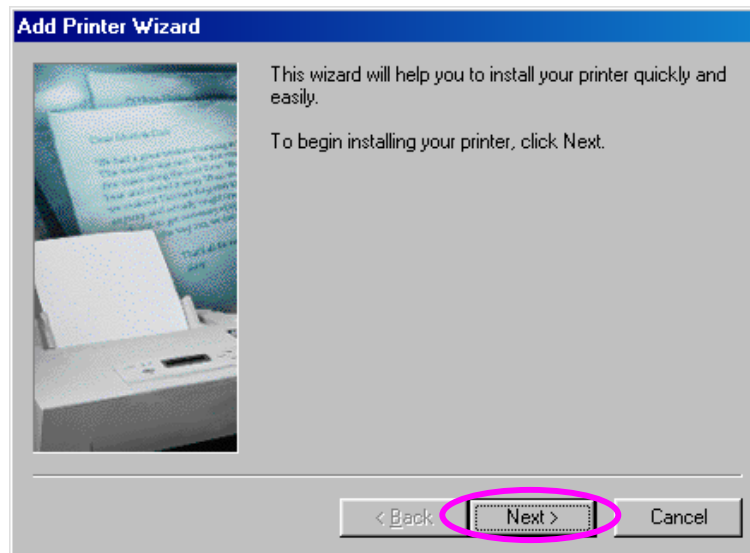 Add Printer Wizard
This wizard will help you to install your printer quickly and
easily.
To begin installing your printer, click Next.
< Back
Next >
Cancel